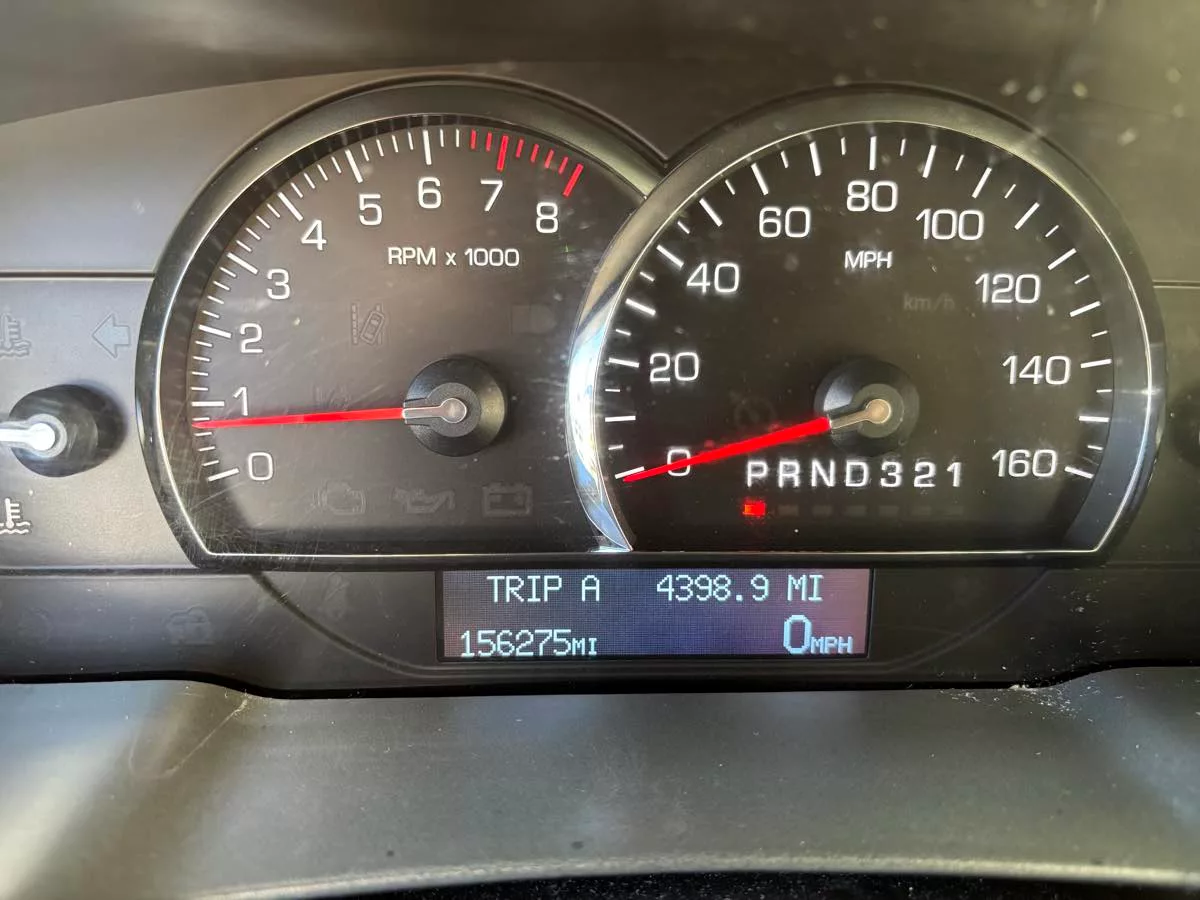 0 1 2 3 4 5 6 7 8
RPM x 1000
0 20 40 60 80 100 120 140 160
MPH
km/h
PRND321
TRIP A 4398.9 MI
156275MI 0MPH